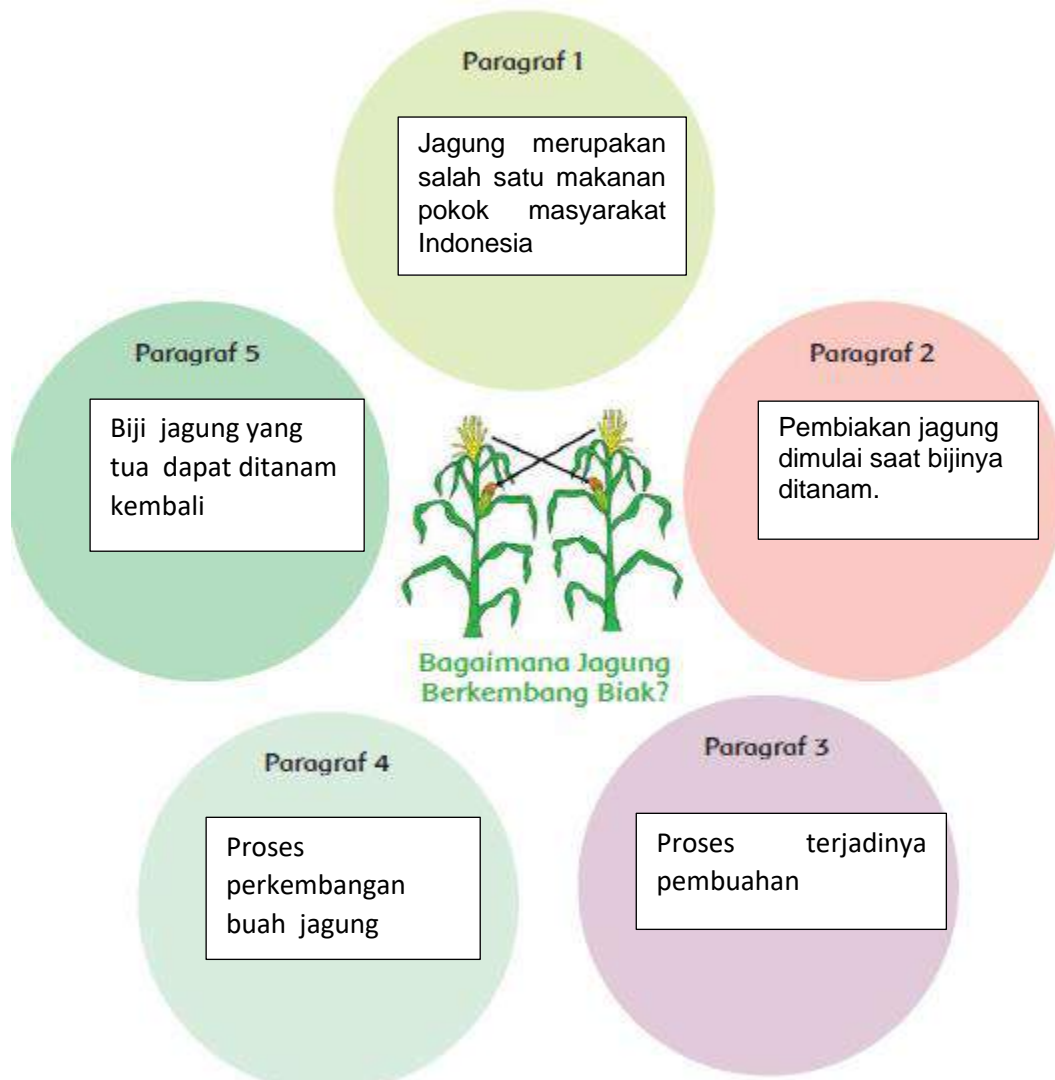 Paragraf 1
Jagung merupakan
salah satu makanan
pokok masyarakat
Indonesia
Paragraf 2
Pembiakan jagung
dimulai saat bijinya
ditanam.
Paragraf 3
Proses terjadinya
pembuahan
Paragraf 4
Proses
perkembangan
buah jagung
Paragraf 5
Biji jagung yang
tua dapat ditanam
kembali
Bagaimana Jagung
Berkembang Biak?